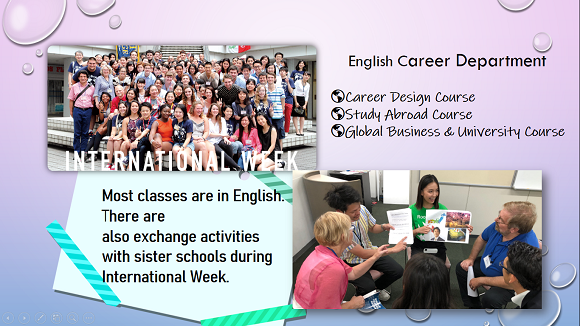 English Career Department
Career Design Course
Study Abroad Course
Global Business & University Course
INTERNATIONAL WEEK
Most classes are in English.
There are
also exchange activities
with sister schools during
International Week.